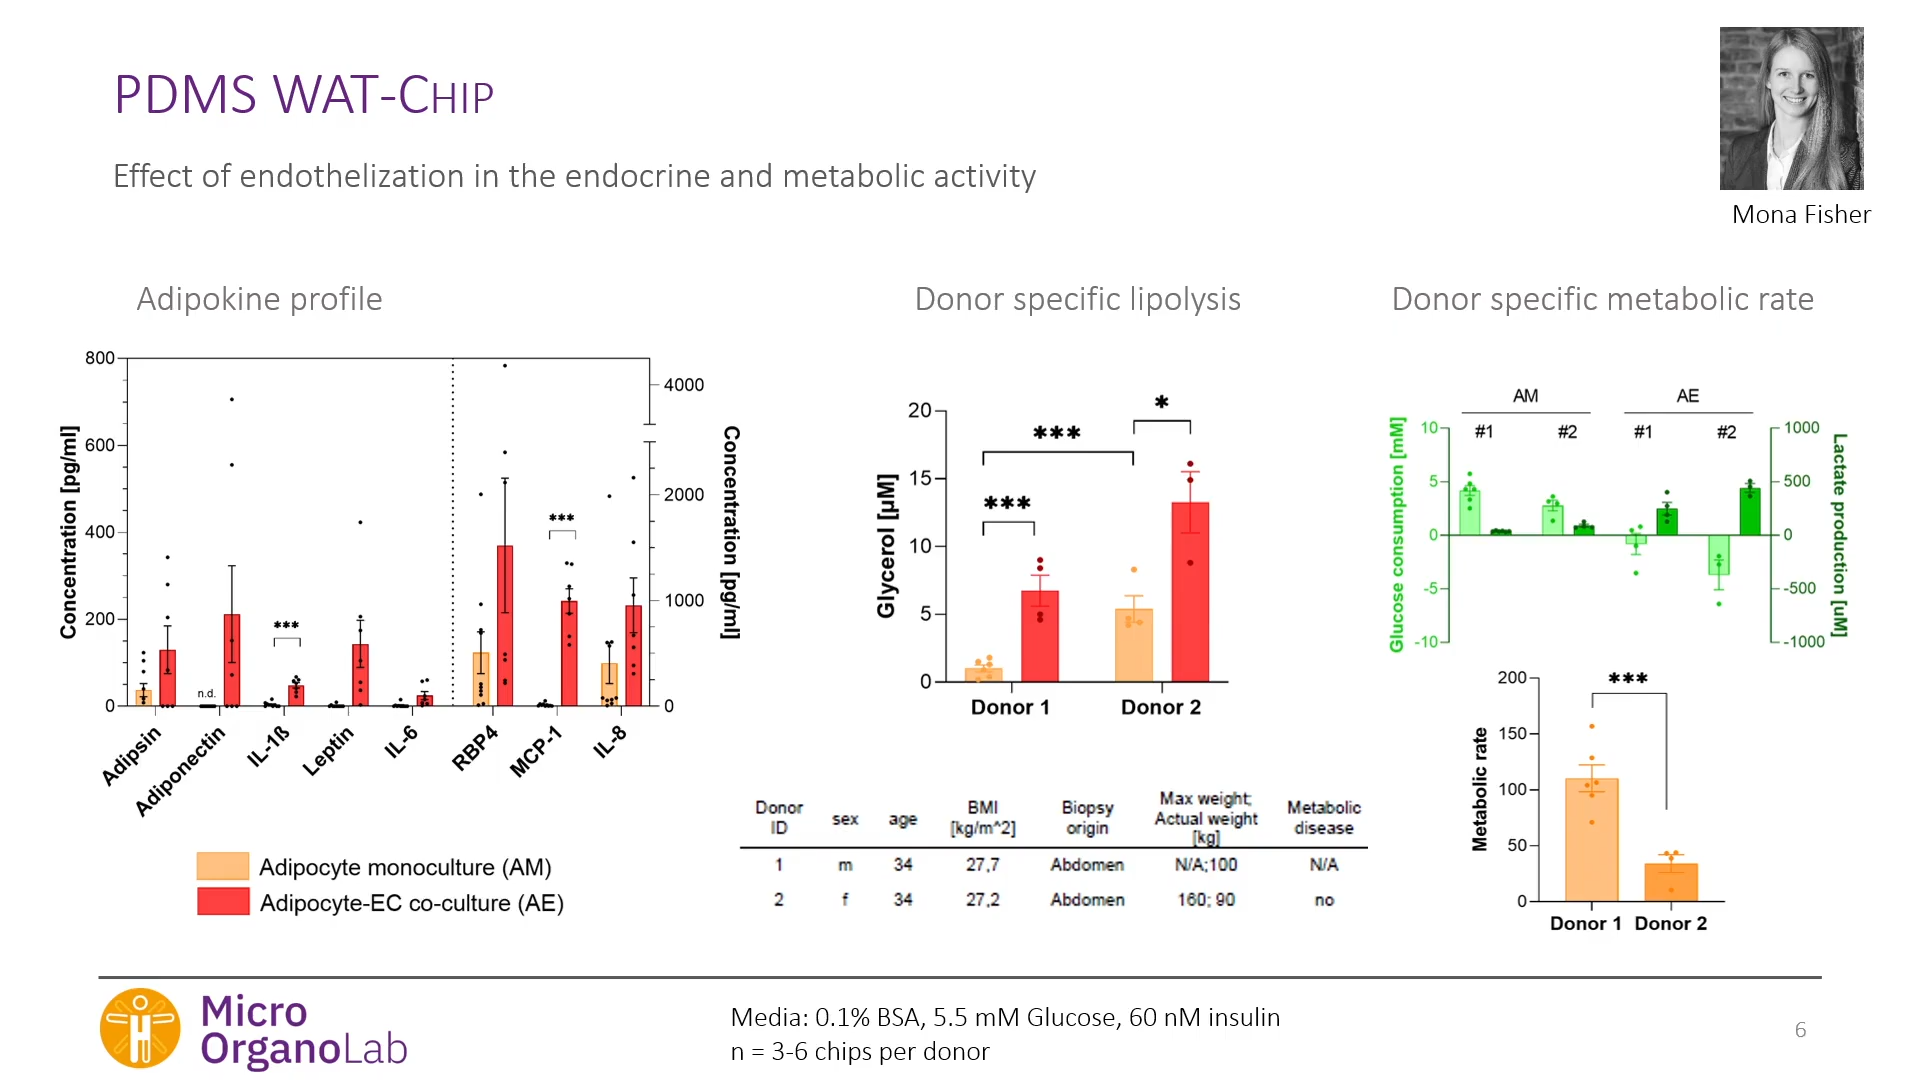 PDMS WAT-CHIP
Effect of endothelization in the endocrine and metabolic activity
Mona Fisher
Adipokine profile
Donor specific lipolysis
Donor specific metabolic rate
Concentration [pg/ml]
800
600
400
200
0
n.d.
***
***
4000
2000
1000
0
Concentration [pg/ml]
Adipsin
Adiponectin
IL-1ß
Leptin
IL-6
RBP4
MCP-1
IL-8
Adipocyte monoculture (AM)
Adipocyte-EC co-culture (AE)
Glycerol [µM]
20
15
10
5
0
***
***
*
Donor 1
Donor 2
AM
AE
#1
#2
#1
#2
Glucose consumption [mM]
10
5
0
-5
-10
1000
500
0
-500
-1000
Lactate production [uM]
Metabolic rate
200
150
100
50
0
***
Donor 1
Donor 2
Donor ID sex age BMI [kg/m^2] Biopsy origin Max weight; Actual weight [kg] Metabolic disease
1 m 34 27,7 Abdomen N/A;100 N/A
2 f 34 27,2 Abdomen 160; 90 no
Micro
OrganoLab
Media: 0.1% BSA, 5.5 mM Glucose, 60 nM insulin
n = 3-6 chips per donor
6